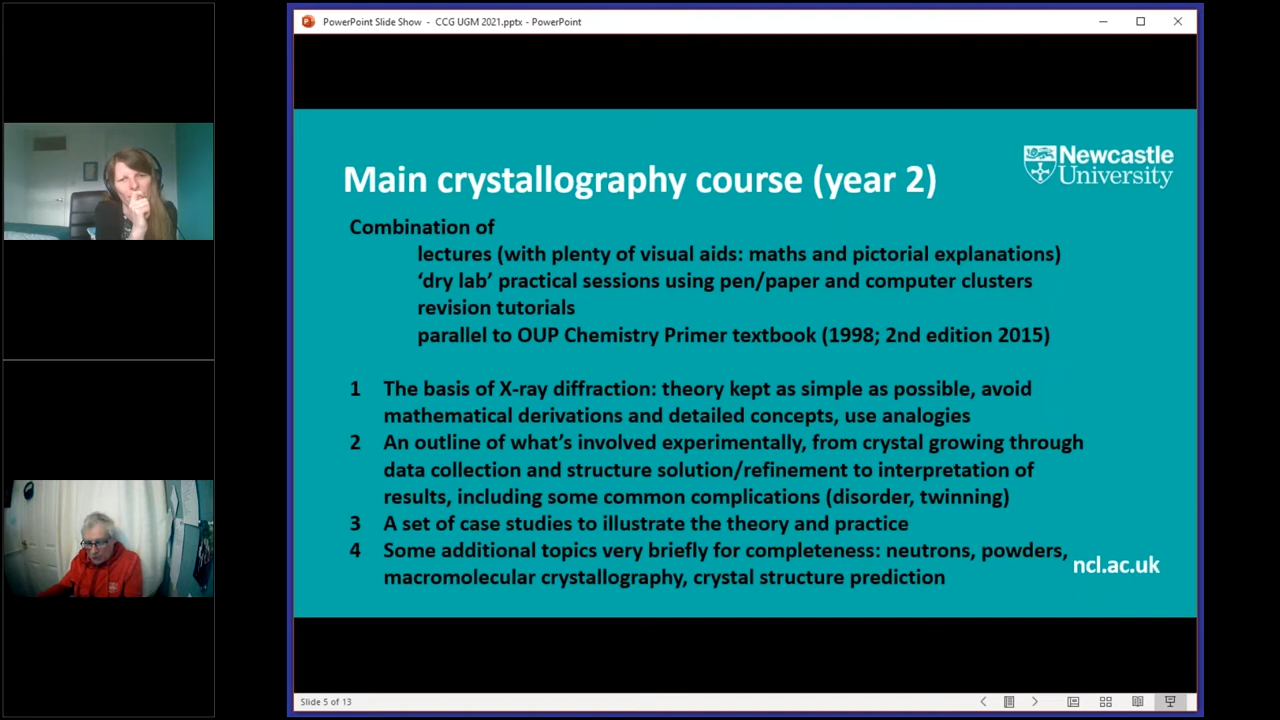 PowerPoint Slide Show - CCG UGM 2021.pptx - PowerPoint
Main crystallography course (year 2)
Newcastle
University
Combination of
lectures (with plenty of visual aids: maths and pictorial explanations)
‘dry lab’ practical sessions using pen/paper and computer clusters
revision tutorials
parallel to OUP Chemistry Primer textbook (1998; 2nd edition 2015)
1 The basis of X-ray diffraction: theory kept as simple as possible, avoid
mathematical derivations and detailed concepts, use analogies
2 An outline of what’s involved experimentally, from crystal growing through
data collection and structure solution/refinement to interpretation of
results, including some common complications (disorder, twinning)
3 A set of case studies to illustrate the theory and practice
4 Some additional topics very briefly for completeness: neutrons, powders,
macromolecular crystallography, crystal structure prediction
ncl.ac.uk
Slide 5 of 13